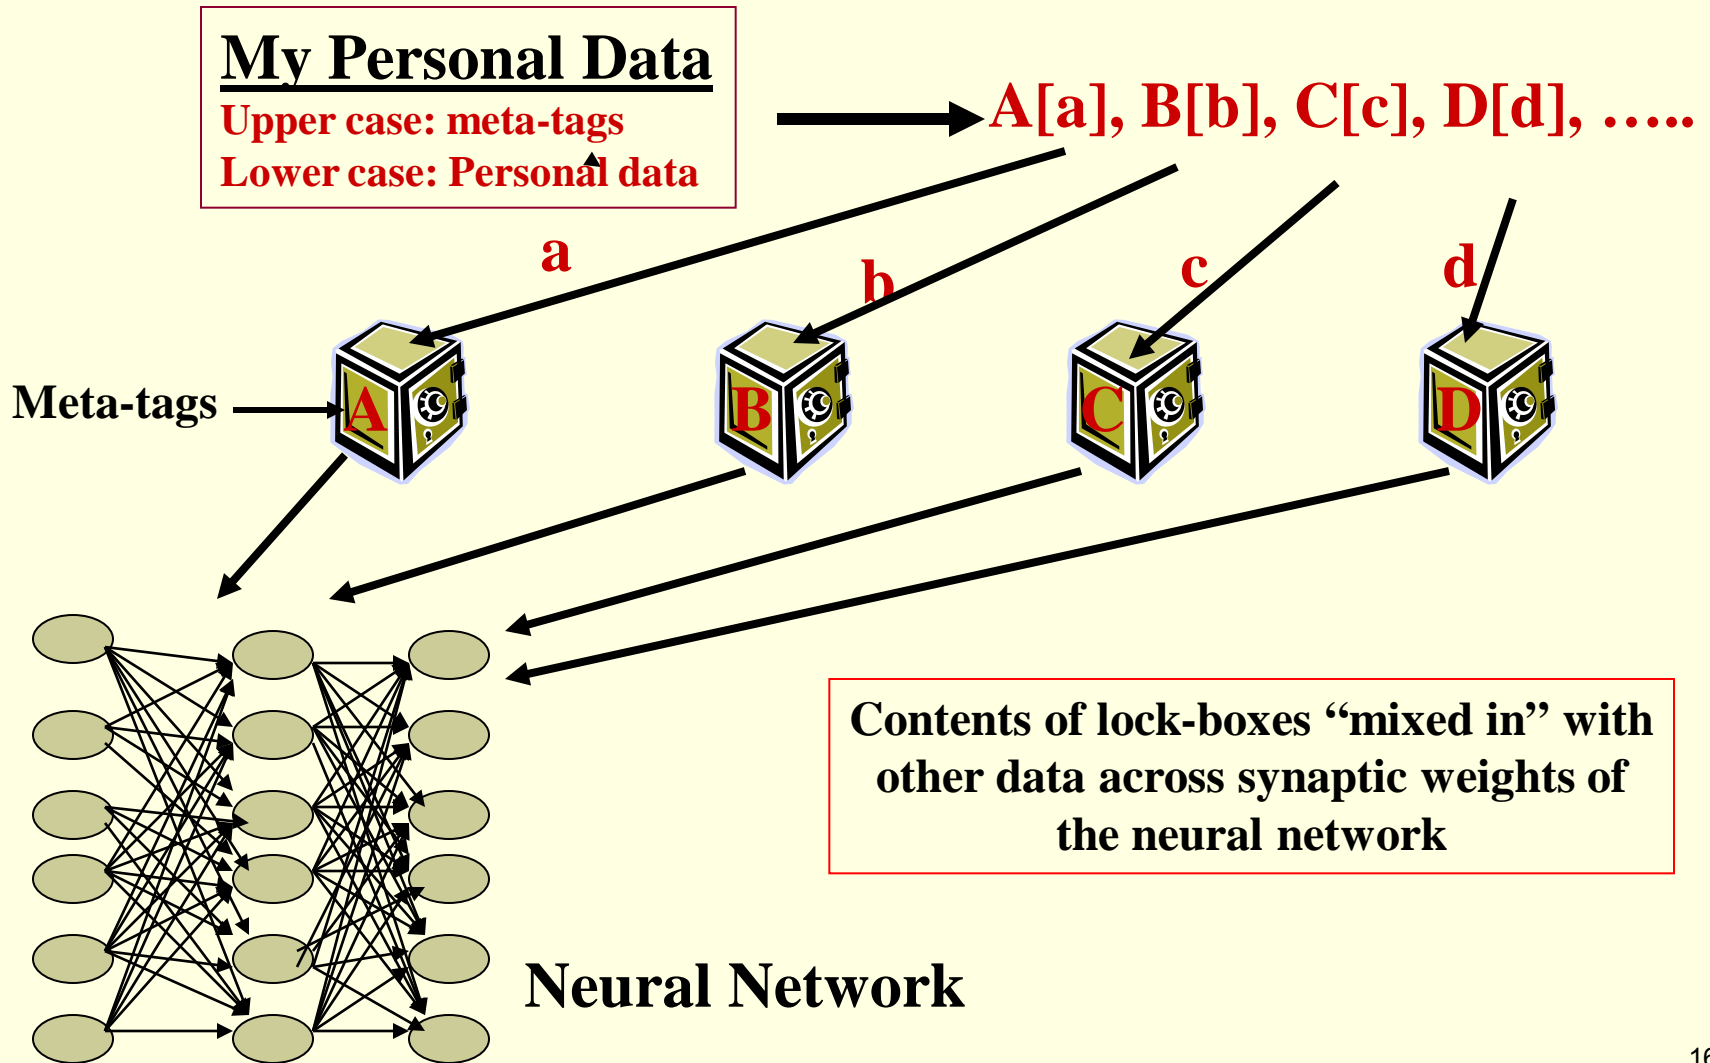 My Personal Data
Upper case: meta-tags
Lower case: Personal data
A[a], B[b], C[c], D[d], …..
a
b
c
d
Meta-tags
A
B
C
D
Contents of lock-boxes “mixed in” with
other data across synaptic weights of
the neural network
Neural Network
16